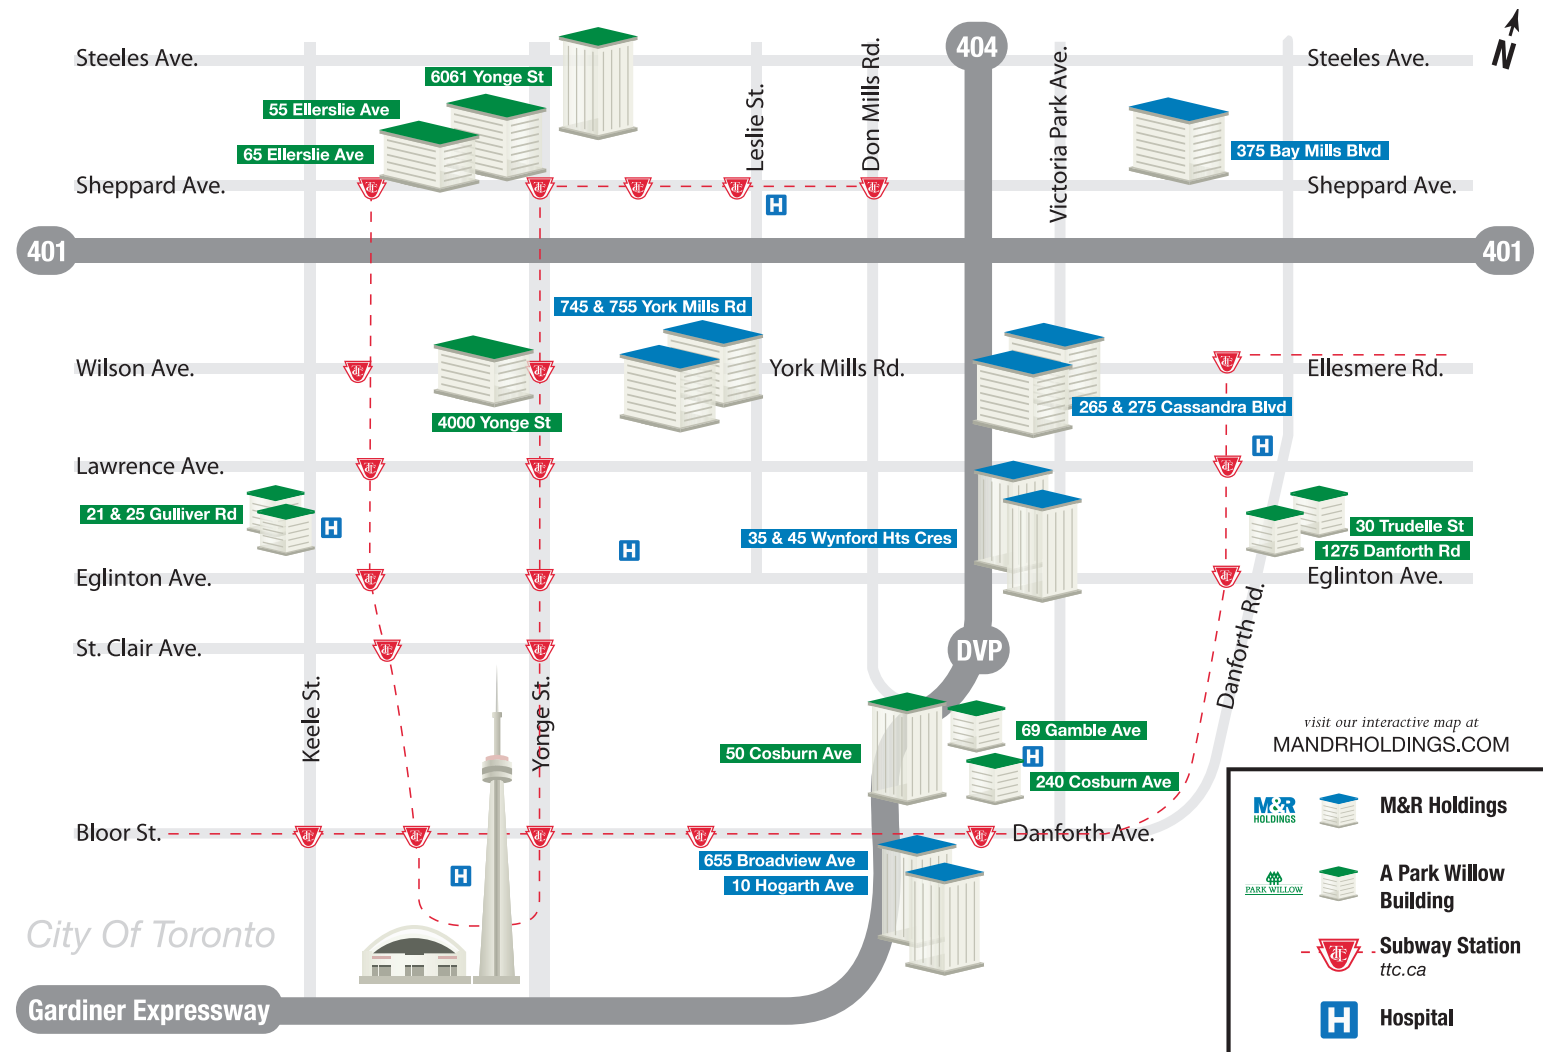 404
N
Steeles Ave.
Steeles Ave.
6061 Yonge St
55 Ellerslie Ave
65 Ellerslie Ave
Leslie St.
Don Mills Rd.
Victoria Park Ave.
375 Bay Mills Blvd
Sheppard Ave.
Sheppard Ave.
H
401
401
745 & 755 York Mills Rd
Wilson Ave.
York Mills Rd.
Ellesmere Rd.
265 & 275 Cassandra Blvd
4000 Yonge St
H
Lawrence Ave.
21 & 25 Gulliver Rd
H
H
35 & 45 Wynford Hts Cres
30 Trudelle St
1275 Danforth Rd
Eglinton Ave.
Eglinton Ave.
Danforth Rd.
St. Clair Ave.
DVP
Keele St.
Yonge St.
50 Cosburn Ave
69 Gamble Ave
H
240 Cosburn Ave
visit our interactive map at
MANDRHOLDINGS.COM
Bloor St.
Danforth Ave.
655 Broadview Ave
10 Hogarth Ave
H
City Of Toronto
Gardiner Expressway
M&R
HOLDINGS
M&R Holdings
PARK WILLOW
A Park Willow
Building
Subway Station
ttc.ca
H
Hospital